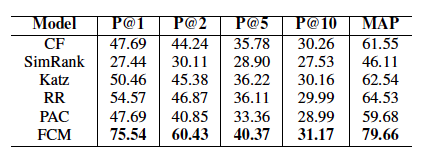 Model P@1 P@2 P@5 P@10 MAP
CF 47.69 44.24 35.78 30.26 61.55
SimRank 27.44 30.11 28.90 27.53 46.11
Katz 50.46 45.38 36.22 30.16 62.54
RR 54.57 46.87 36.11 29.99 64.53
PAC 47.69 40.85 33.36 28.99 59.68
FCM 75.54 60.43 40.37 31.17 79.66